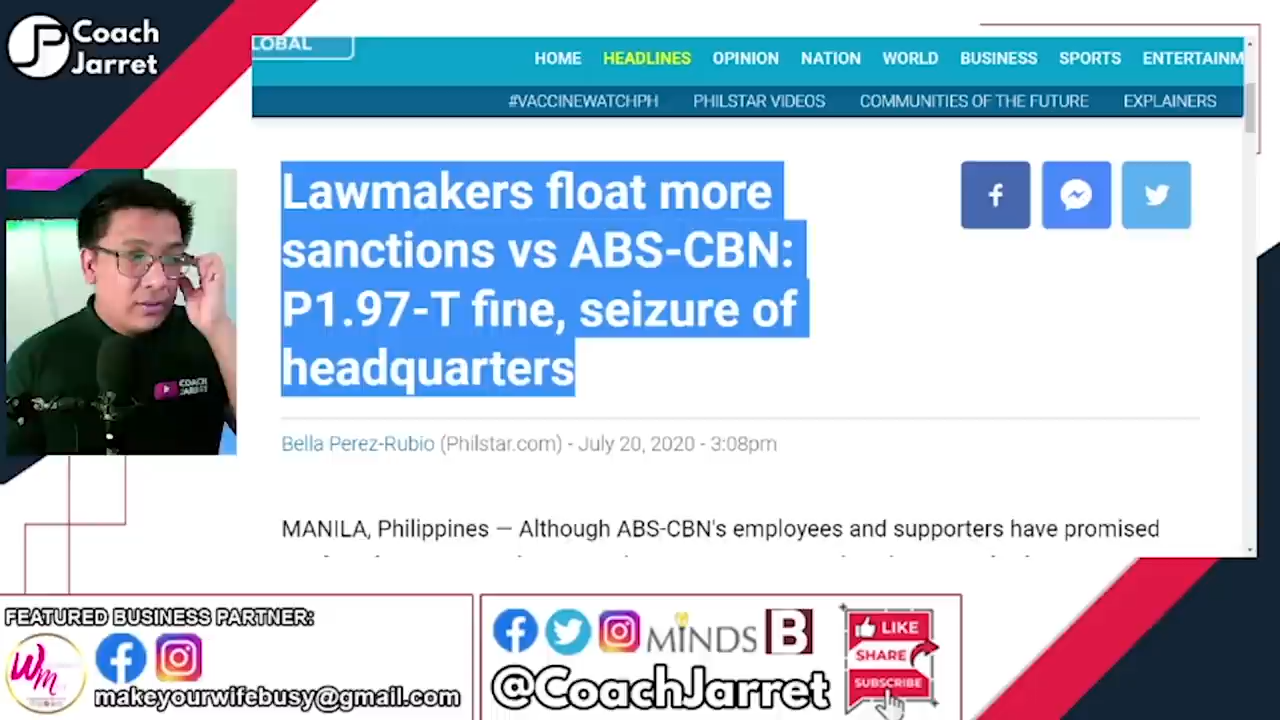 Coach
Jarret
LOBAL
HOME HEADLINES OPINION NATION WORLD BUSINESS SPORTS ENTERTAINM
#VACCINEWATCHPH PHILSTAR VIDEOS COMMUNITIES OF THE FUTURE EXPLAINERS
Lawmakers float more
sanctions vs ABS-CBN:
P1.97-T fine, seizure of
headquarters
Bella Perez-Rubio (Philstar.com) - July 20, 2020 - 3:08pm
MANILA, Philippines — Although ABS-CBN's employees and supporters have promised
COACH
JARRET
FEATURED BUSINESS PARTNER:
Wm
makeyourwifebusy@gmail.com
MINDS B
@CoachJarret
LIKE
SHARE
SUBSCRIBE